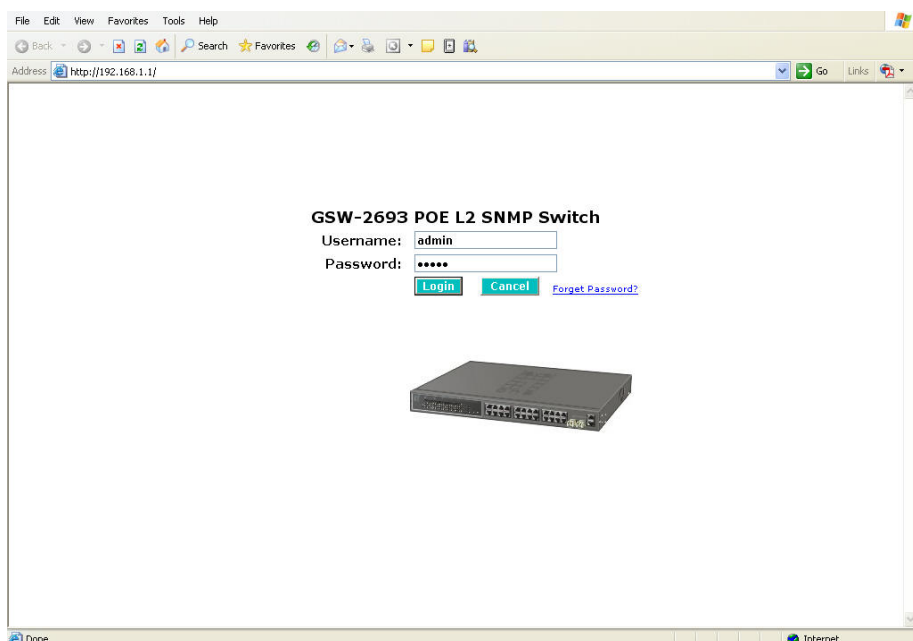 File Edit View Favorites Tools Help
Back Search Favorites
Address http://192.168.1.1/ Go Links
GSW-2693 POE L2 SNMP Switch
Username: admin
Password: •••••
Login Cancel Forget Password?
Done Internet